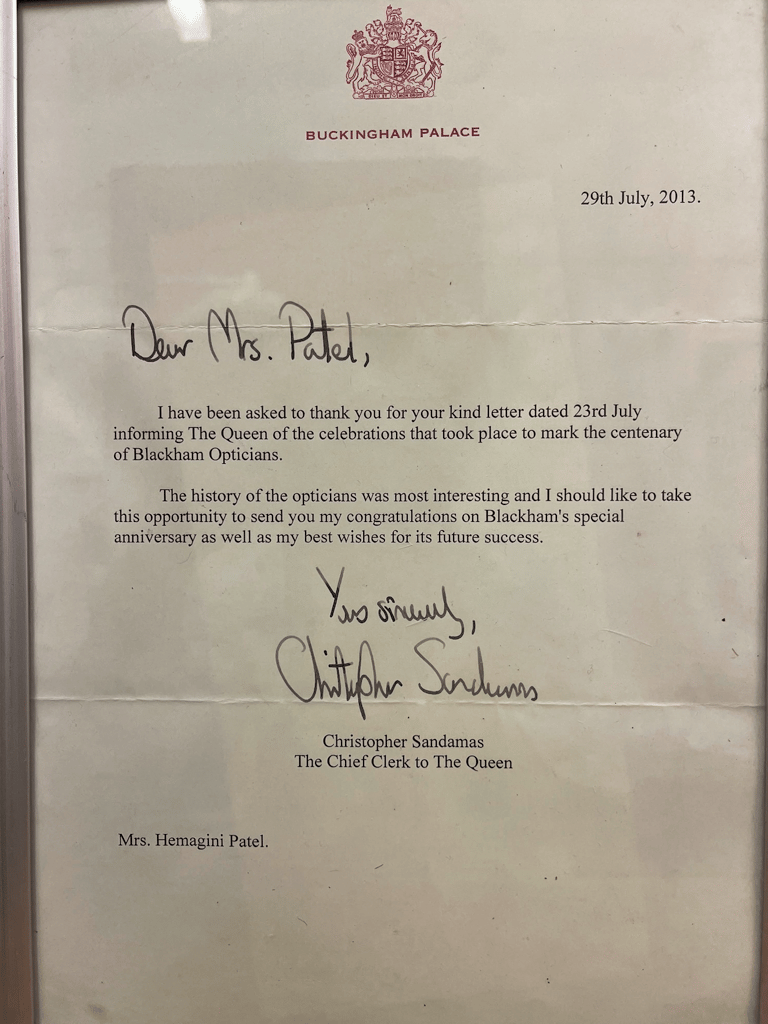 BUCKINGHAM PALACE
29th July, 2013.
Dear Mrs. Patel,
I have been asked to thank you for your kind letter dated 23rd July
informing The Queen of the celebrations that took place to mark the centenary
of Blackham Opticians.
The history of the opticians was most interesting and I should like to take
this opportunity to send you my congratulations on Blackham's special
anniversary as well as my best wishes for its future success.
Yours sincerely,
Christopher Sandamas
Christopher Sandamas
The Chief Clerk to The Queen
Mrs. Hemagini Patel.